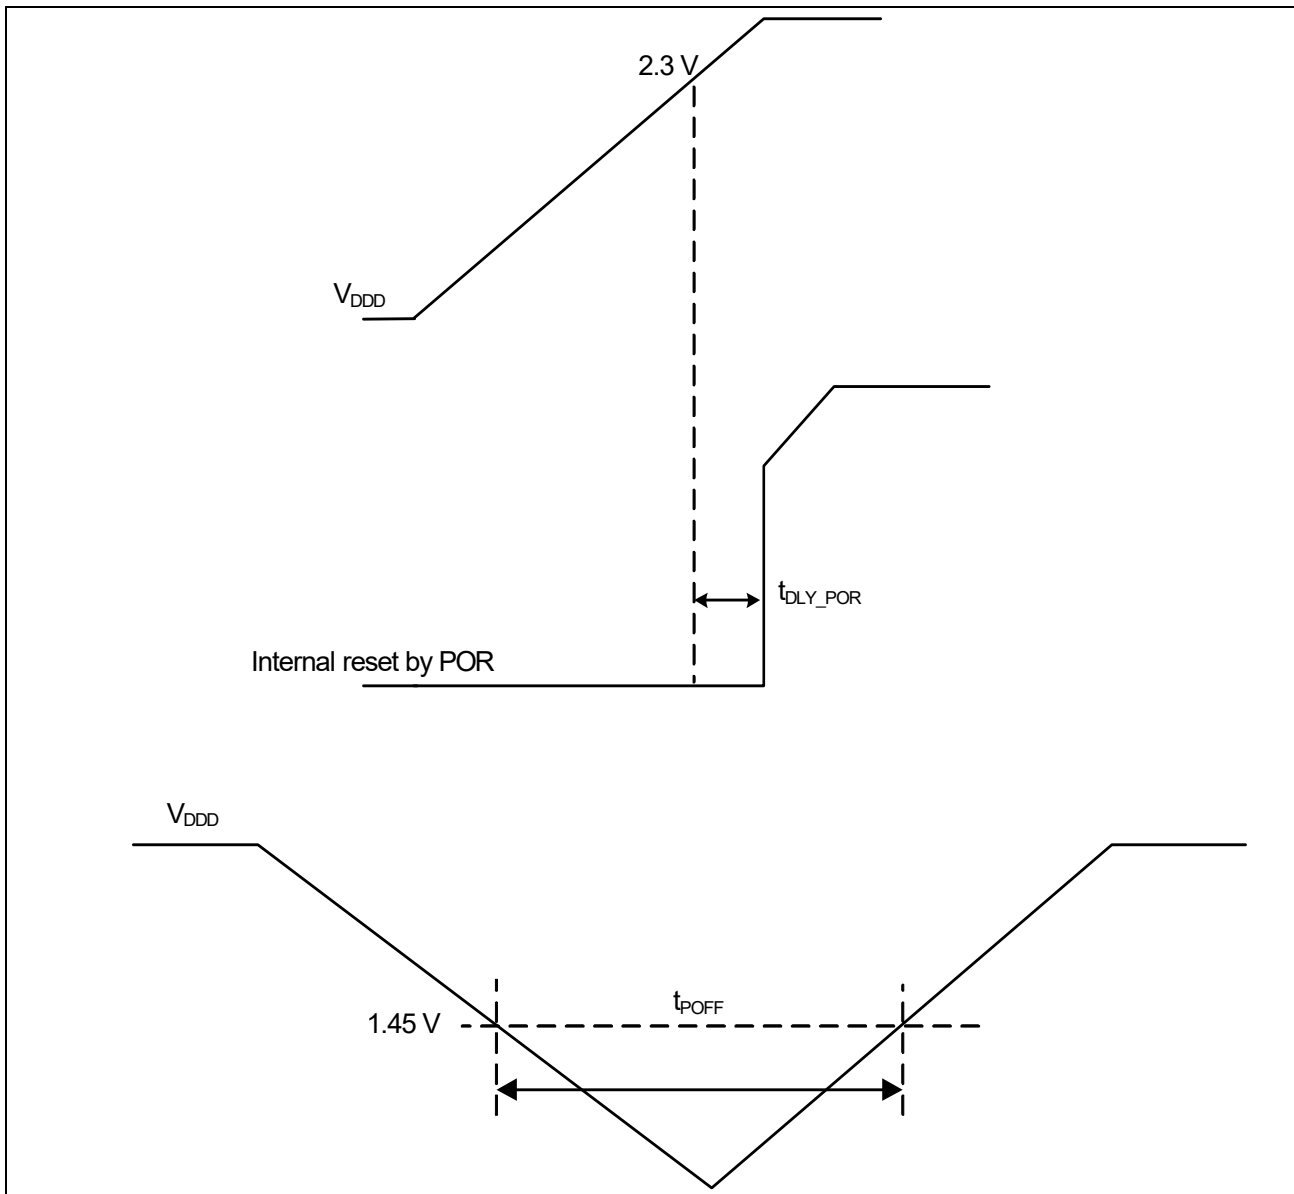 2.3 V
VDDD
tDLY_POR
Internal reset by POR
VDDD
tPOFF
1.45 V